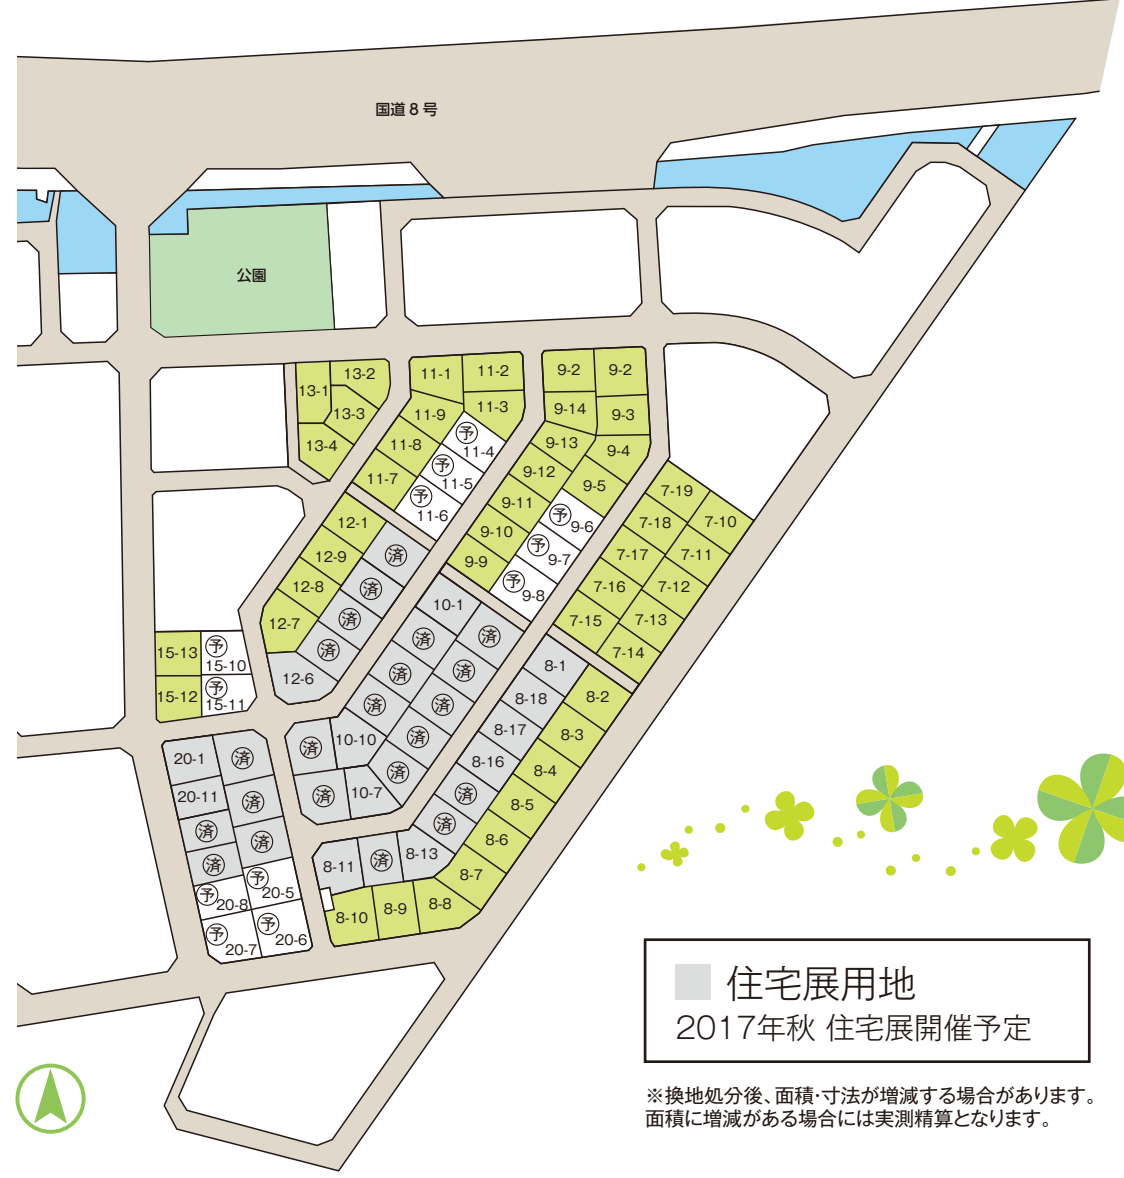 国道8号
公園
13-1
13-2
13-3
13-4
11-1
11-2
11-9
11-3
11-8
予
11-4
11-7
予
11-5
予
11-6
9-2
9-2
9-14
9-3
9-13
9-4
9-12
9-5
9-11
予
9-6
9-10
予
9-7
9-9
予
9-8
7-19
7-10
7-18
7-11
7-17
7-12
7-16
7-13
7-15
7-14
12-1
済
12-9
済
12-8
済
12-7
済
12-6
10-1
済
済
済
済
済
済
済
済
済
10-10
済
10-7
8-1
8-2
8-18
8-3
8-17
8-4
8-16
8-5
済
8-6
済
8-7
8-13
済
8-11
8-10
8-9
8-8
15-13
予
15-10
15-12
予
15-11
20-1
済
20-11
済
済
済
済
予
20-5
予
20-8
予
20-6
予
20-7
住宅展用地
2017年秋 住宅展開催予定
※換地処分後、面積・寸法が増減する場合があります。
面積に増減がある場合には実測精算となります。